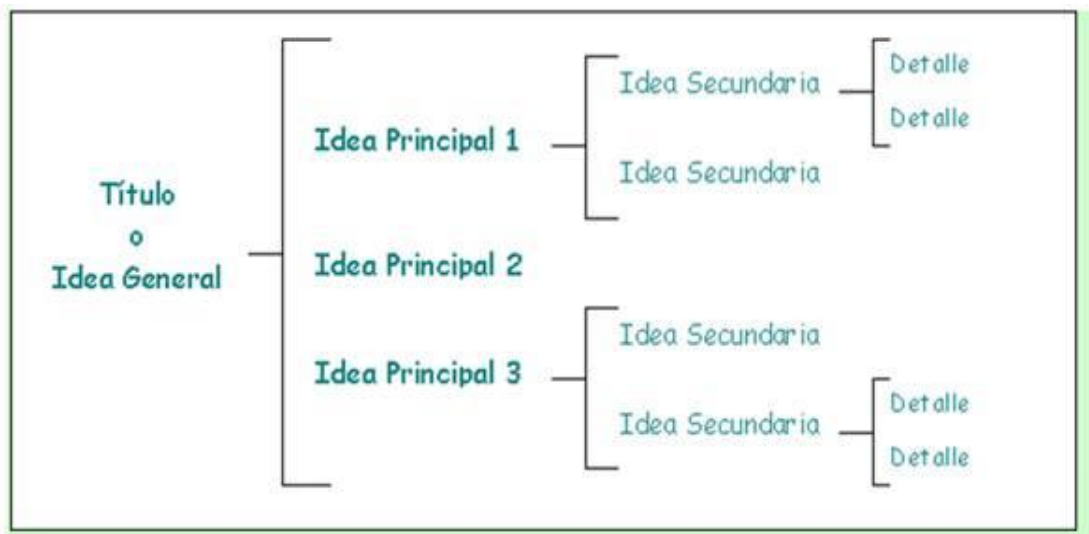 Título
o
Idea General
Idea Principal 1
Idea Secundaria
Detalle
Detalle
Idea Secundaria
Idea Principal 2
Idea Principal 3
Idea Secundaria
Idea Secundaria
Detalle
Detalle